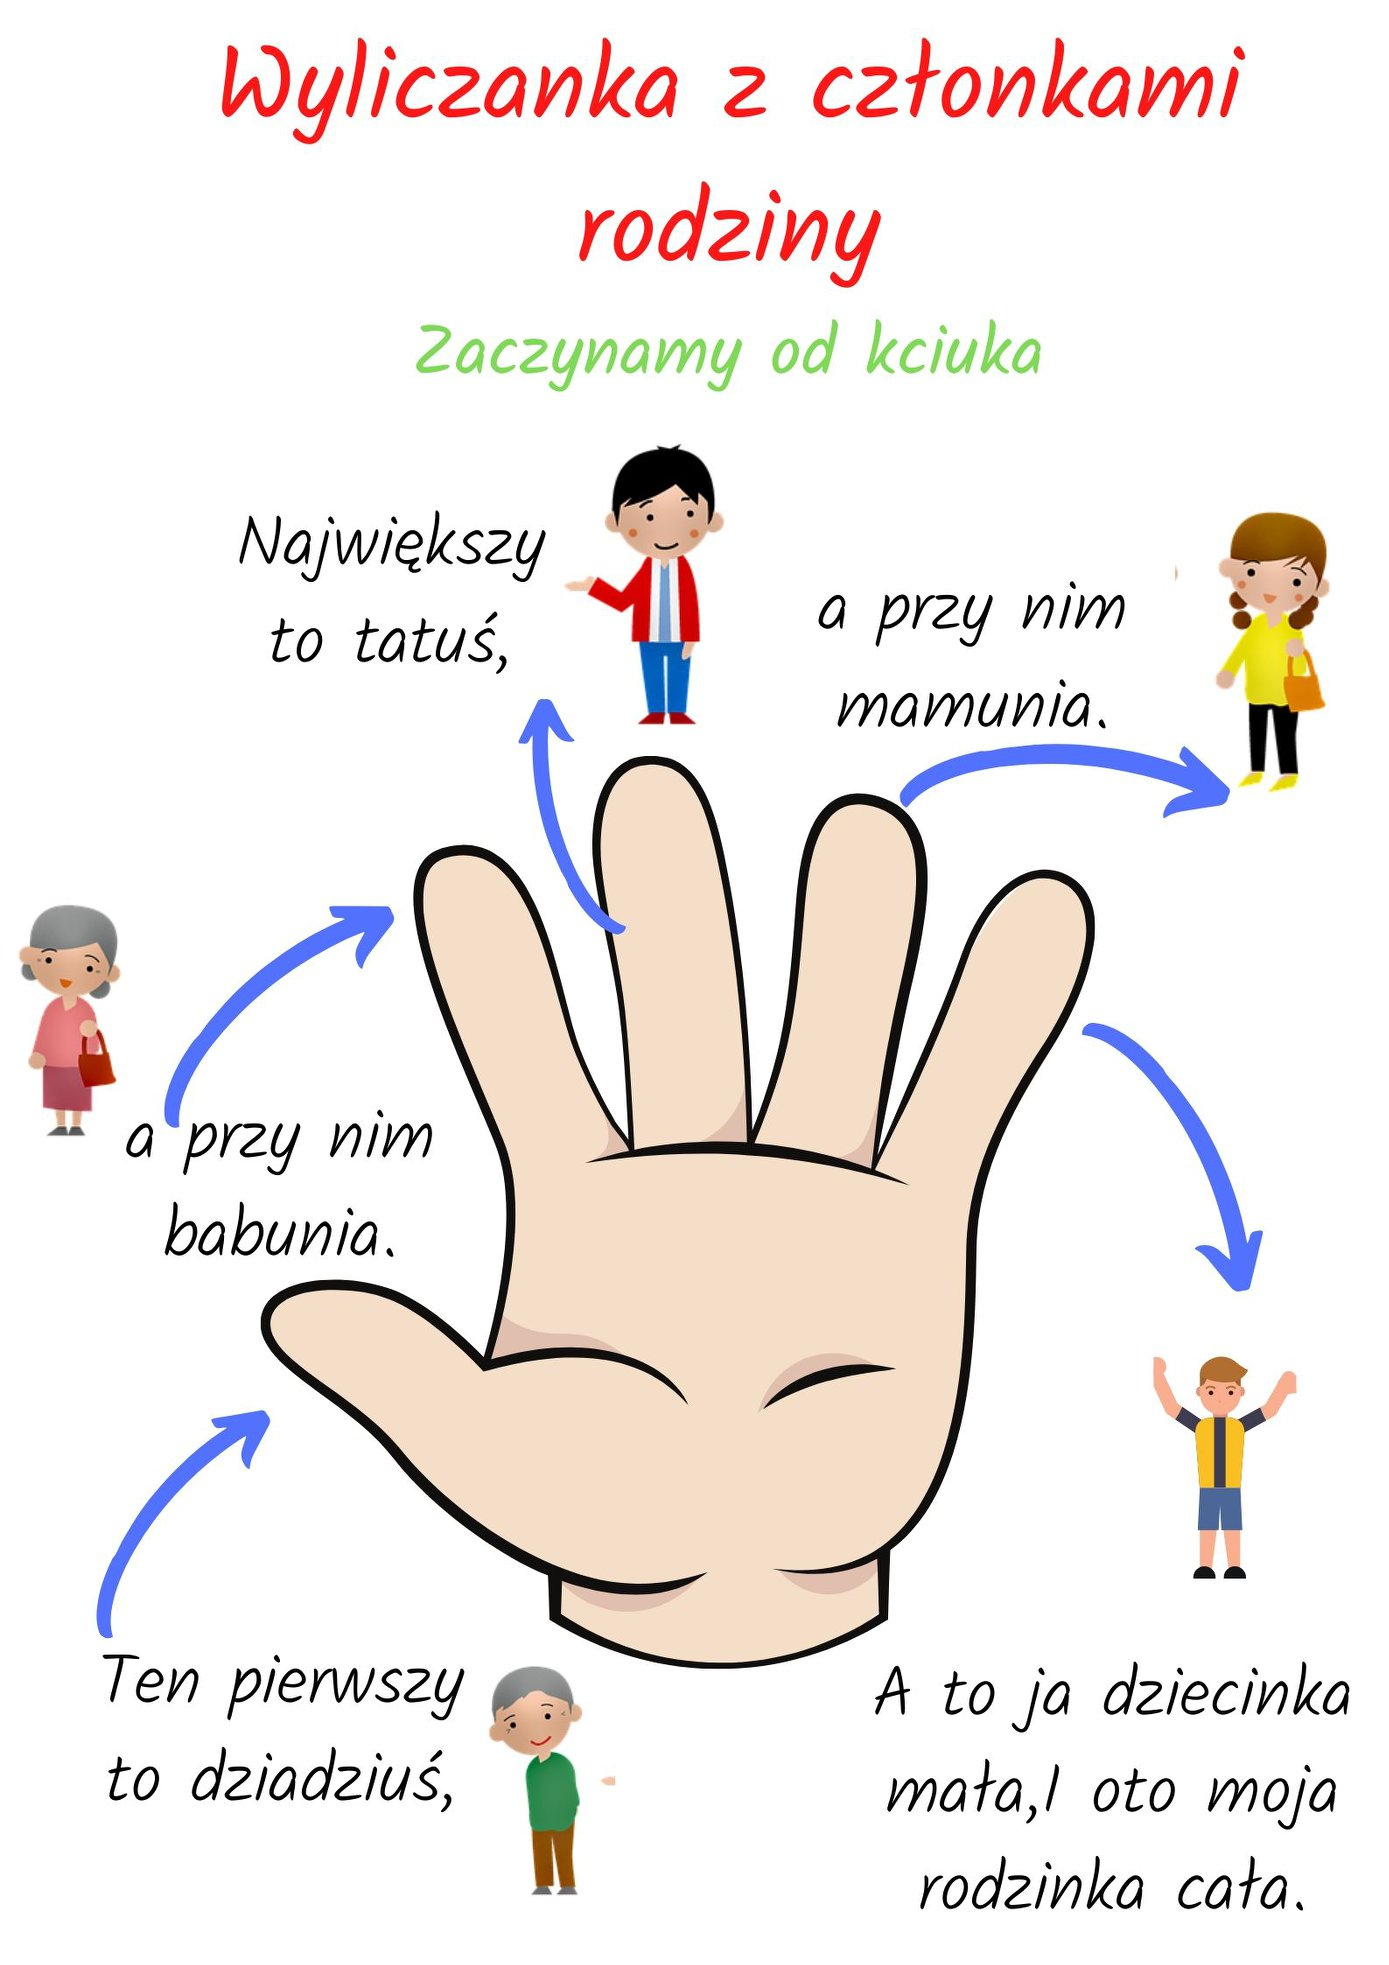 Wyliczanka z członkami
rodziny
Zaczynamy od kciuka
Największy
to tatuś,
a przy nim
mamunia.
a przy nim
babunia.
Ten pierwszy
to dziadziuś,
A to ja dziecinka
mała,I oto moja
rodzinka cała.